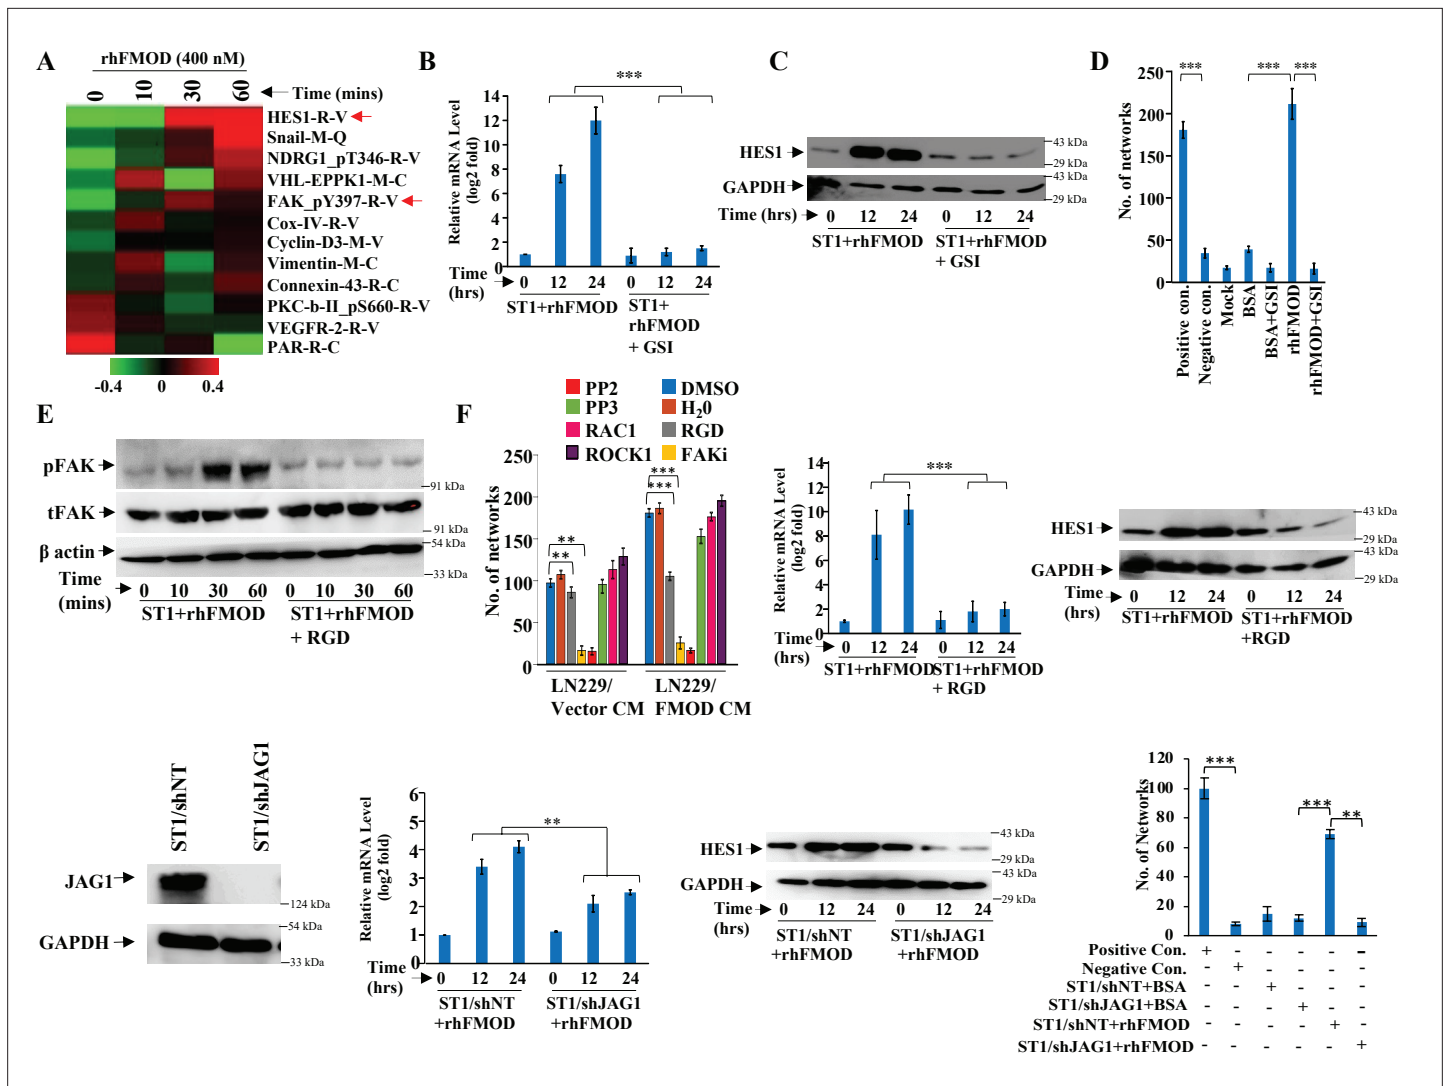 A
rhFMOD (400 nM)
0 10 30 60 Time (mins)
HES1-R-V
Snail-M-Q
NDRG1_pT346-R-V
VHL-EPPK1-M-C
FAK_pY397-R-V
Cox-IV-R-V
Cyclin-D3-M-V
Vimentin-M-C
Connexin-43-R-C
PKC-b-II_pS660-R-V
VEGFR-2-R-V
PAR-R-C
-0.4 0 0.4
B
Relative mRNA Level
(log2 fold)
14
12
10
8
6
4
2
0
***
Time
(hrs)
0 12 24 0 12 24
ST1+rhFMOD
ST1+
rhFMOD
+ GSI
C
HES1
43 kDa
29 kDa
GAPDH
43 kDa
29 kDa
Time (hrs)
0 12 24 0 12 24
ST1+rhFMOD ST1+rhFMOD
+ GSI
D
No. of networks
250
200
150
100
50
0
*** *** ***
Positive con.
Negative con.
Mock
BSA
BSA+GSI
rhFMOD
rhFMOD+GSI
E
pFAK
91 kDa
tFAK
91 kDa
β actin
54 kDa
33 kDa
Time
(mins)
0 10 30 60 0 10 30 60
ST1+rhFMOD ST1+rhFMOD
+ RGD
F
PP2 DMSO
PP3 H20
RAC1 RGD
ROCK1 FAKi
No. of networks
250
200
150
100
50
0
**
**
***
***
LN229/
Vector CM
LN229/
FMOD CM
Relative mRNA Level
(log2 fold)
14
12
10
8
6
4
2
0
***
Time
(hrs)
0 12 24 0 12 24
ST1+rhFMOD ST1+rhFMOD
+ RGD
HES1
43 kDa
29 kDa
GAPDH
43 kDa
29 kDa
Time
(hrs)
0 12 24 0 12 24
ST1+rhFMOD ST1+rhFMOD
+RGD
ST1/shNT
ST1/shJAG1
JAG1
124 kDa
GAPDH
54 kDa
33 kDa
Relative mRNA Level
(log2 fold)
6
5
4
3
2
1
0
**
Time
(hrs)
0 12 24 0 12 24
ST1/shNT
+rhFMOD
ST1/shJAG1
+rhFMOD
HES1
43 kDa
29 kDa
GAPDH
43 kDa
29 kDa
Time
(hrs)
0 12 24 0 12 24
ST1/shNT
+rhFMOD
ST1/shJAG1
+rhFMOD
No. of Networks
120
100
80
60
40
20
0
*** *** **
Positive Con. + - - - - -
Negative Con. - + - - - -
ST1/shNT+BSA - - + - - -
ST1/shJAG1+BSA - - - + - -
ST1/shNT+rhFMOD - - - - + -
ST1/shJAG1+rhFMOD - - - - - +